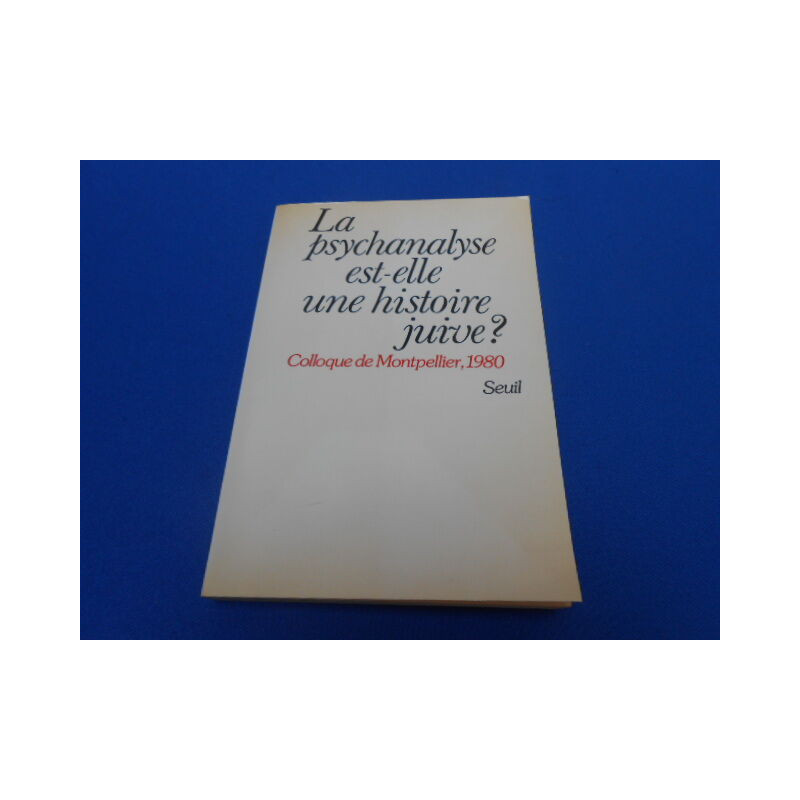 La
psychanalyse
est-elle
une histoire
juive?
Colloque de Montpellier, 1980
Seuil